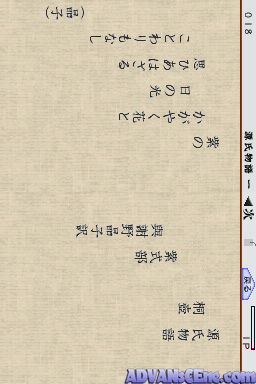 源氏物語
桐壺
紫式部
與謝野晶子訳
紫の
かがやく花と
日の光
思ひあはざる
ことわりもなし
（晶子）
018
源氏物語 一
◀次
戻る
1P
ADVANsCEne.com